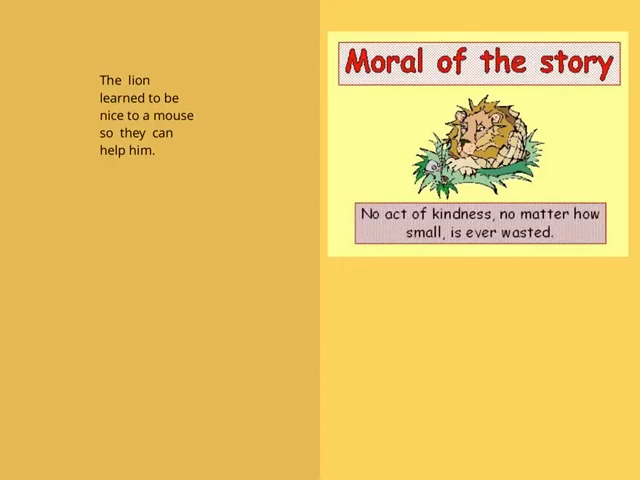 The lion
learned to be
nice to a mouse
so they can
help him.
Moral of the story
No act of kindness, no matter how
small, is ever wasted.